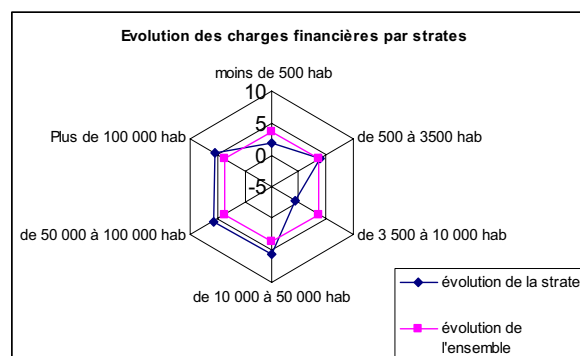 Evolution des charges financières par strates
moins de 500 hab
10
5
0
-5
Plus de 100 000 hab
de 500 à 3500 hab
de 50 000 à 100 000 hab
de 3 500 à 10 000 hab
de 10 000 à 50 000 hab
évolution de la strate
évolution de
l'ensemble